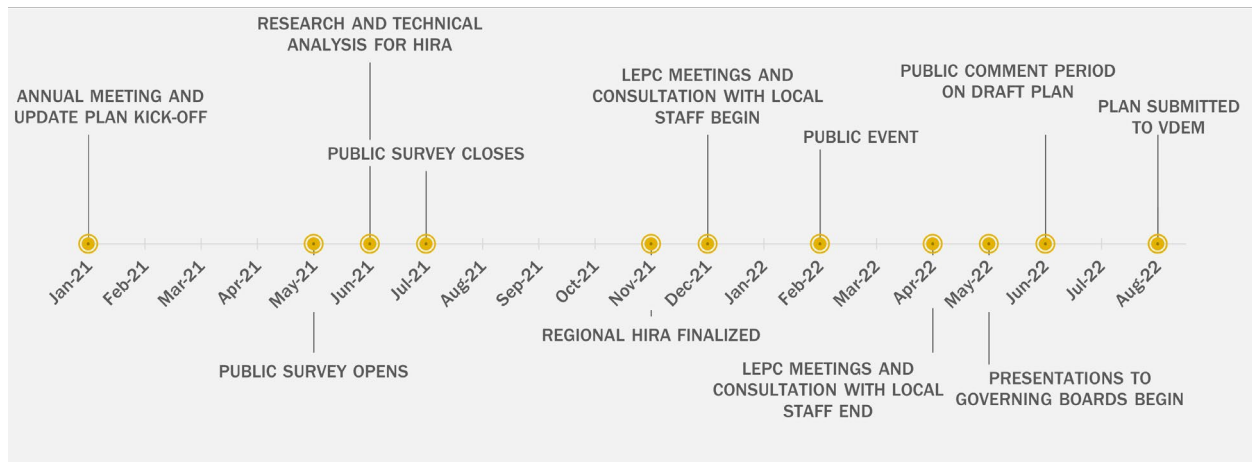 RESEARCH AND TECHNICAL
ANALYSIS FOR HIRA
ANNUAL MEETING AND
UPDATE PLAN KICK-OFF
PUBLIC SURVEY CLOSES
LEPC MEETINGS AND
CONSULTATION WITH LOCAL
STAFF BEGIN
PUBLIC EVENT
PUBLIC COMMENT PERIOD
ON DRAFT PLAN
PLAN SUBMITTED
TO VDEM
Jan-21
Feb-21
Mar-21
Apr-21
May-21
Jun-21
Jul-21
Aug-21
Sep-21
Oct-21
Nov-21
Dec-21
Jan-22
Feb-22
Mar-22
Apr-22
May-22
Jun-22
Jul-22
Aug-22
PUBLIC SURVEY OPENS
REGIONAL HIRA FINALIZED
LEPC MEETINGS AND
CONSULTATION WITH LOCAL
STAFF END
PRESENTATIONS TO
GOVERNING BOARDS BEGIN